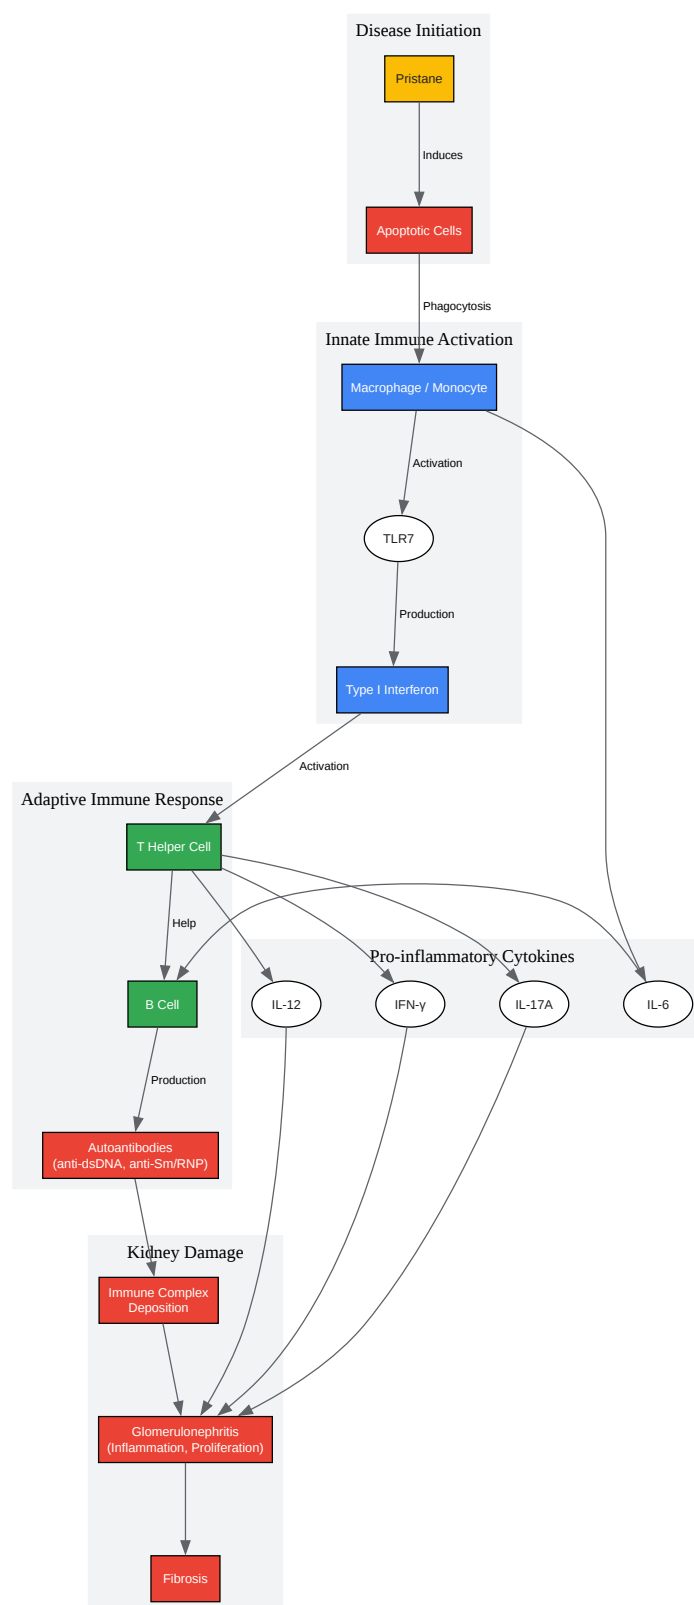 Disease Initiation
Pristane
Induces
Apoptotic Cells
Phagocytosis
Innate Immune Activation
Macrophage / Monocyte
Activation
TLR7
Production
Type I Interferon
Activation
Adaptive Immune Response
T Helper Cell
Help
Pro-inflammatory Cytokines
B Cell
IL-12
IFN-γ
IL-17A
IL-6
Production
Autoantibodies
(anti-dsDNA, anti-Sm/RNP)
Kidney Damage
Immune Complex
Deposition
Glomerulonephritis
(Inflammation, Proliferation)
Fibrosis